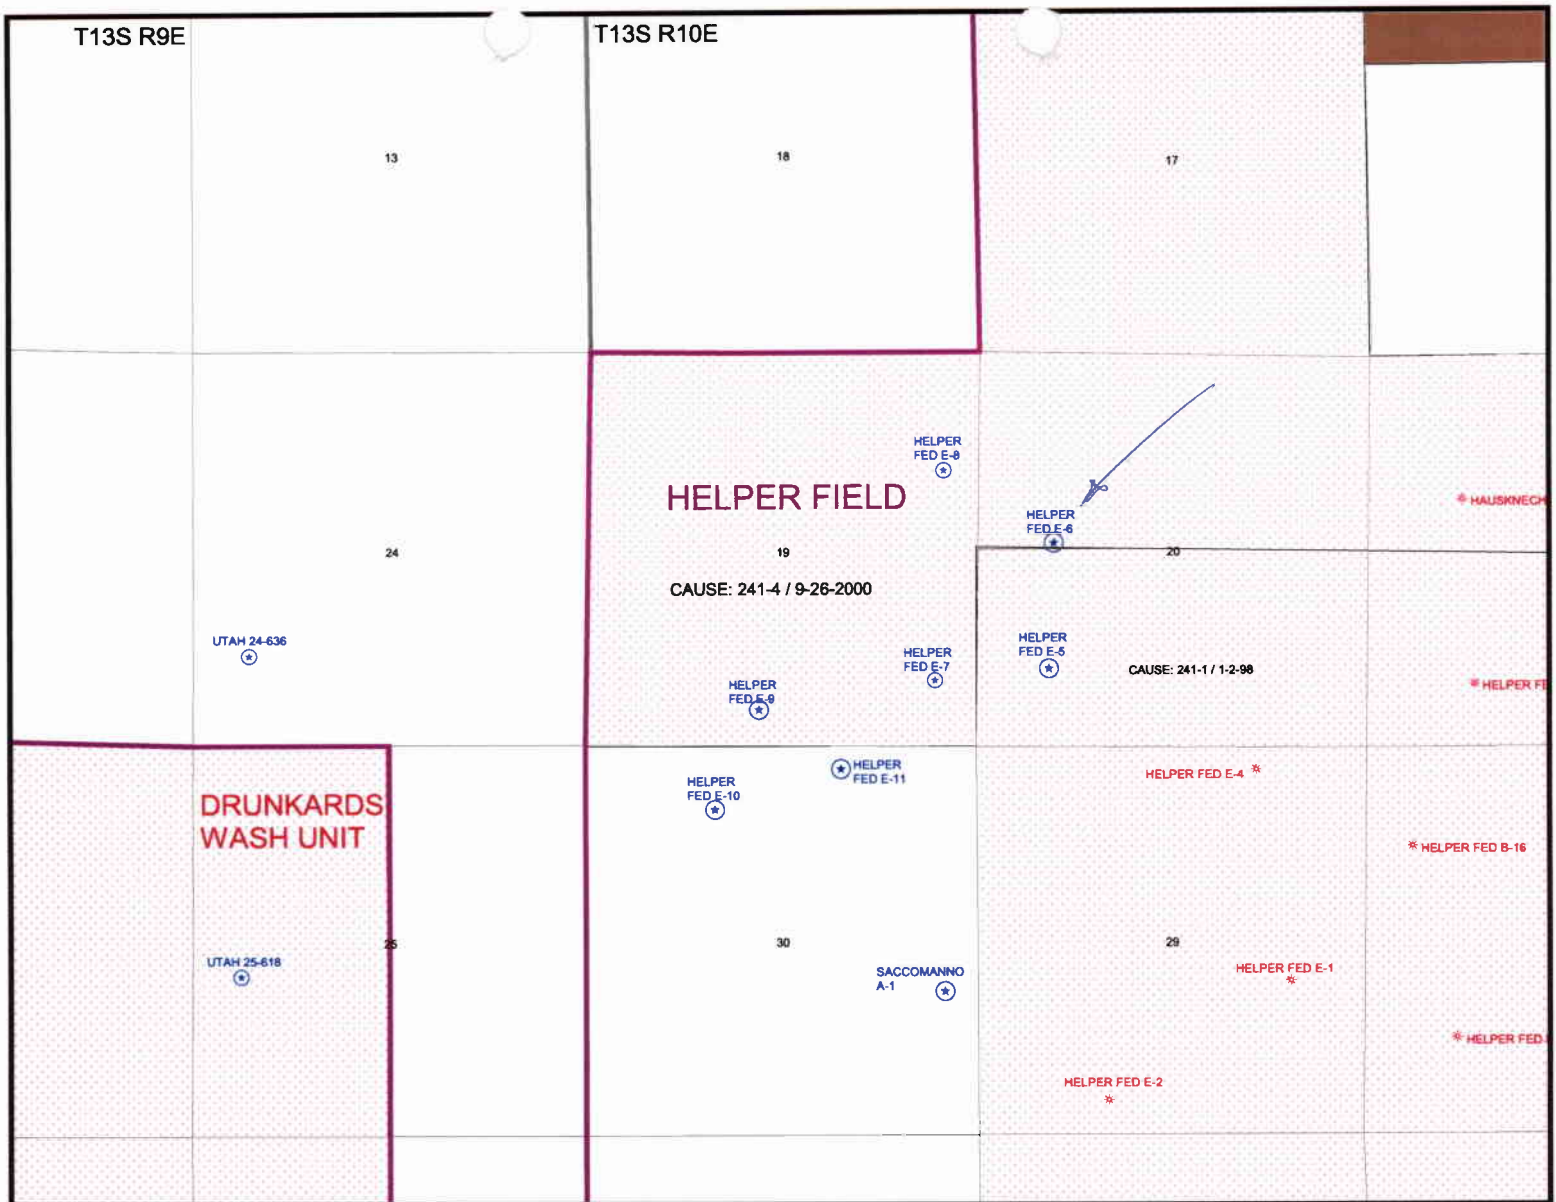 T13S R9E
T13S R10E
13
18
17
HELPER
FED E-8
HELPER FIELD
HAUSKNECH
HELPER
FED E-6
24
19
20
CAUSE: 241-4 / 9-26-2000
UTAH 24-636
HELPER
FED E-7
HELPER
FED E-5
CAUSE: 241-1 / 1-2-98
HELPER
FED E-9
HELPER FE
HELPER
FED E-11
HELPER FED E-4
HELPER
FED E-10
DRUNKARDS
WASH UNIT
HELPER FED B-16
25
30
29
UTAH 25-618
SACCOMANNO
A-1
HELPER FED E-1
HELPER FED
HELPER FED E-2